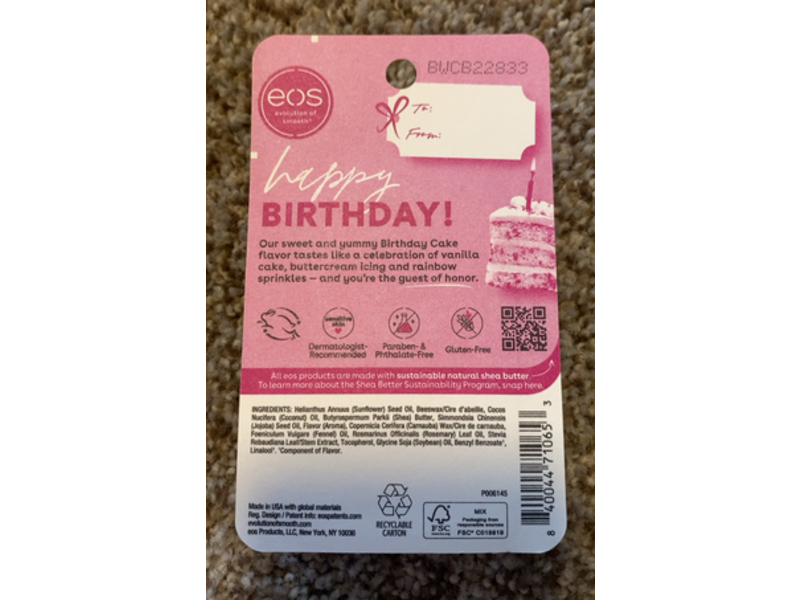 BWCB22833
eos
evolution of
smooth®
To:
From:
happy
BIRTHDAY!
Our sweet and yummy Birthday Cake
flavor tastes like a celebration of vanilla
cake, buttercream icing and rainbow
sprinkles – and you're the guest of honor.
sensitive
skin
Dermatologist-
Recommended
Paraben- &
Phthalate-Free
Gluten-Free
All eos products are made with sustainable natural shea butter.
To learn more about the Shea Better Sustainability Program, snap here.
INGREDIENTS: Helianthus Annuus (Sunflower) Seed Oil, Beeswax/Cire d'abeille, Cocos
Nucifera (Coconut) Oil, Butyrospermum Parkii (Shea) Butter, Simmondsia Chinensis
(Jojoba) Seed Oil, Flavor (Aroma), Copernicia Cerifera (Carnauba) Wax/Cire de carnauba,
Foeniculum Vulgare (Fennel) Oil, Rosmarinus Officinalis (Rosemary) Leaf Oil, Stevia
Rebaudiana Leaf/Stem Extract, Tocopherol, Glycine Soja (Soybean) Oil, Benzyl Benzoate*,
Linalool*. *Component of Flavor.
P006145
Made in USA with global materials
Reg. Design / Patent info: eospatents.com
evolutionofsmooth.com
eos Products, LLC, New York, NY 10036
RECYCLABLE
CARTON
FSC
MIX
Packaging from
responsible sources
FSC® C018818
8 40044 71065 3